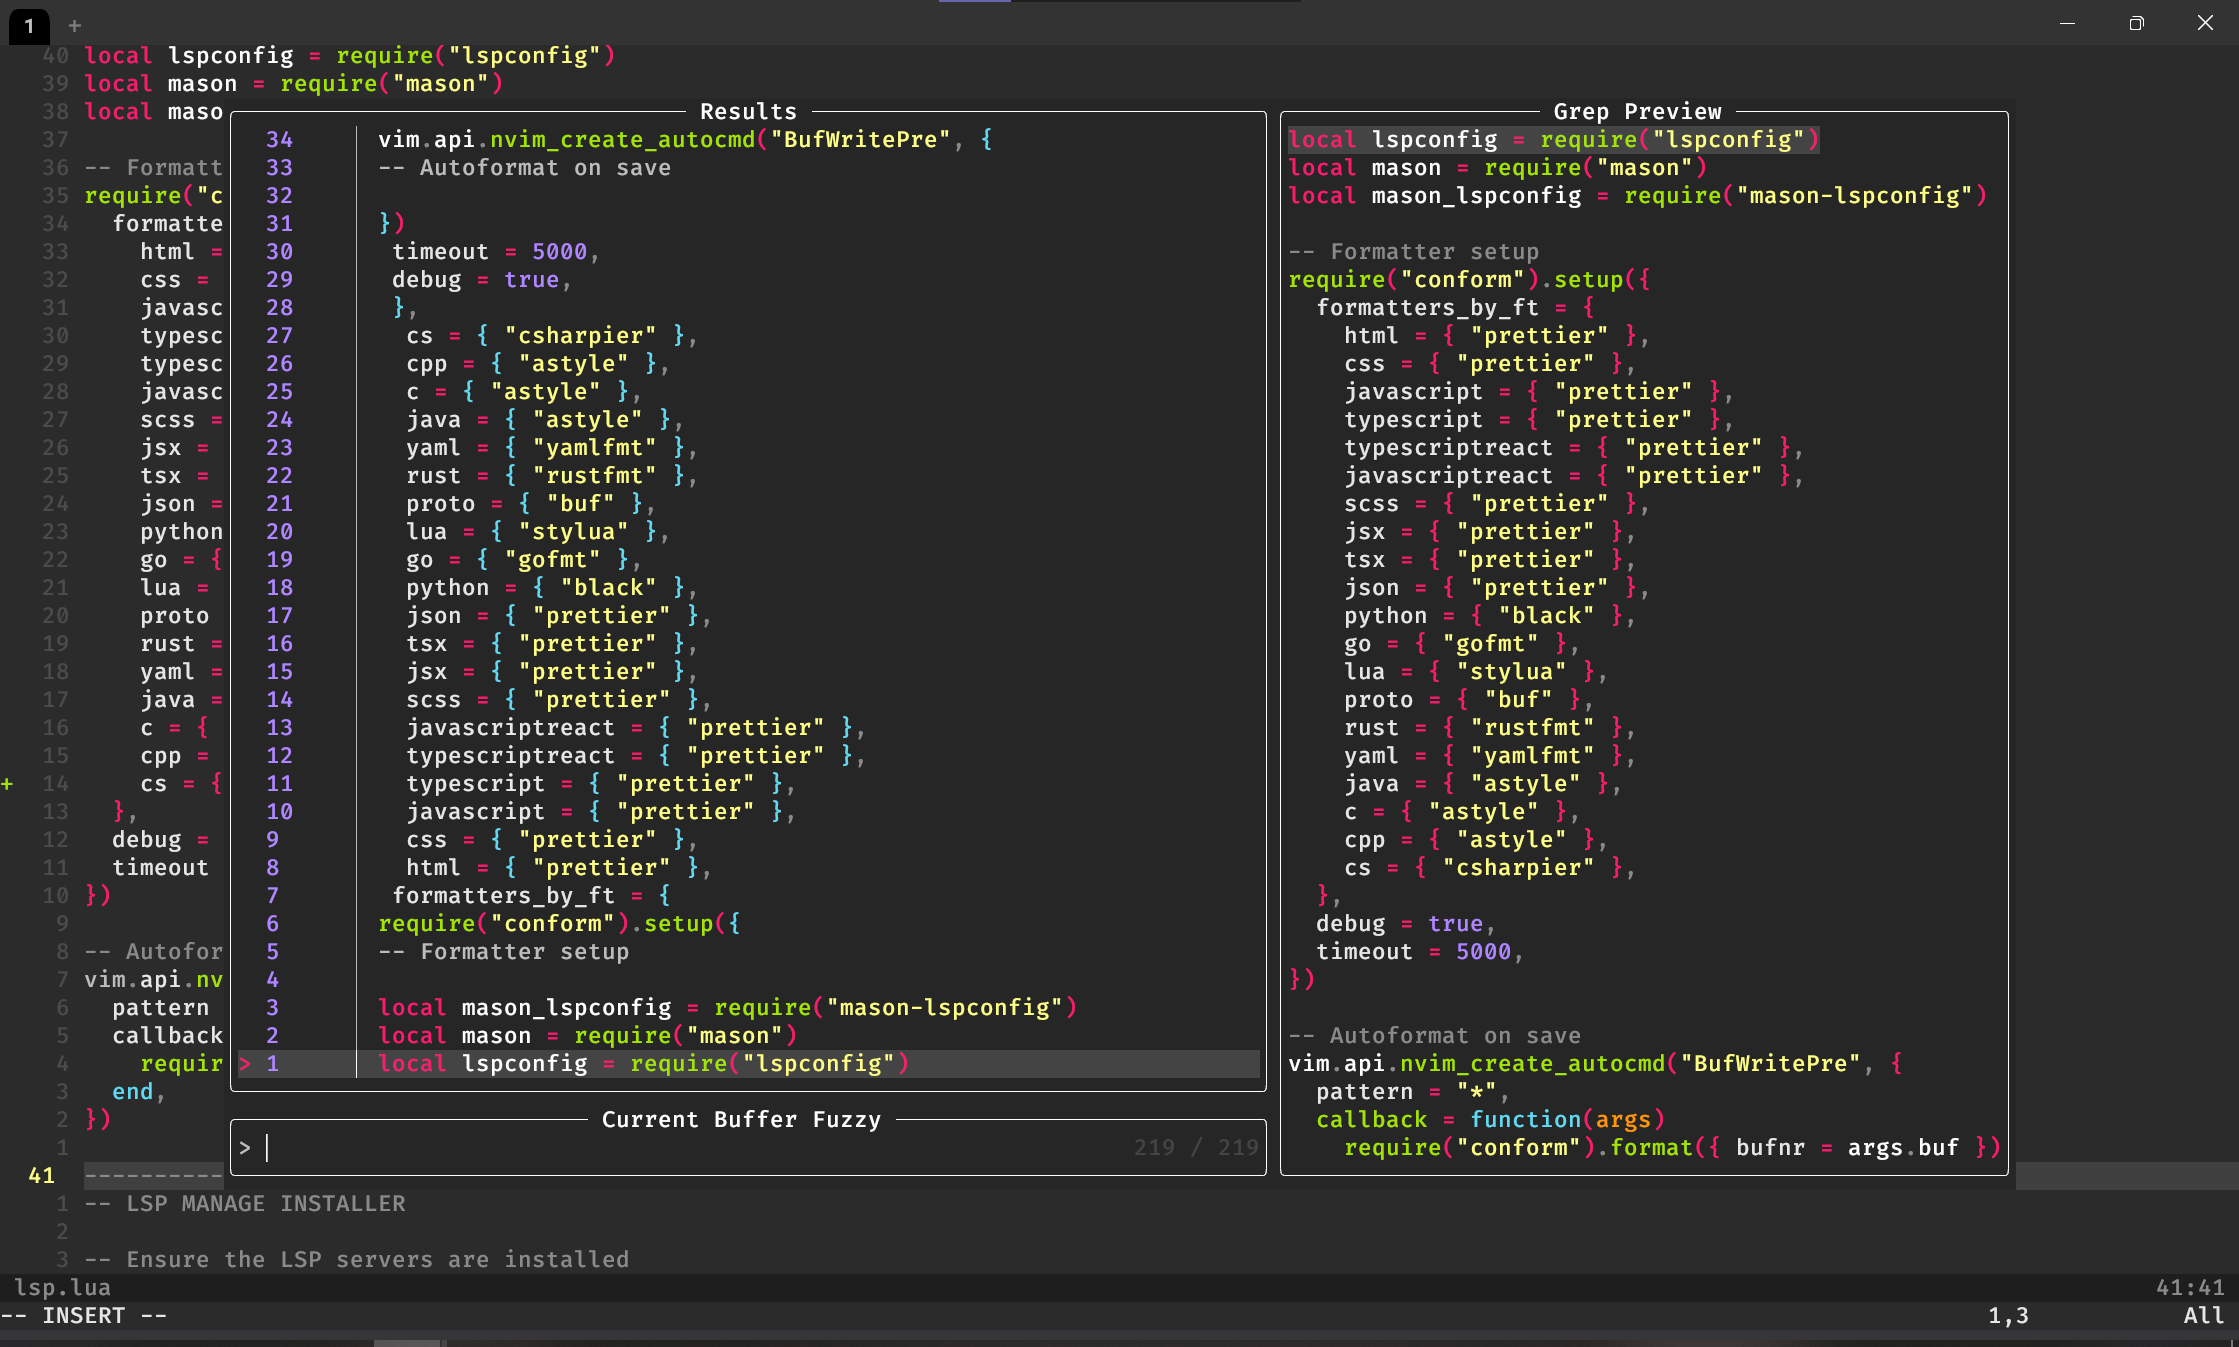 1 +
40 local lspconfig = require("lspconfig")
39 local mason = require("mason")
38 local maso
37
36 -- Formatt
35 require("c
34 formatte
33 html =
32 css =
31 javasc
30 typesc
29 typesc
28 javasc
27 scss =
26 jsx =
25 tsx =
24 json =
23 python
22 go = {
21 lua =
20 proto
19 rust =
18 yaml =
17 java =
16 c = {
15 cpp =
+ 14 cs = {
13 },
12 debug =
11 timeout
10 })
9
8 -- Autofor
7 vim.api.nv
6 pattern
5 callback
4 requir
3 end,
2 })
1
41 ----------
1 -- LSP MANAGE INSTALLER
2
3 -- Ensure the LSP servers are installed
Results
34 vim.api.nvim_create_autocmd("BufWritePre", {
33 -- Autoformat on save
32
31 })
30 timeout = 5000,
29 debug = true,
28 },
27 cs = { "csharpier" },
26 cpp = { "astyle" },
25 c = { "astyle" },
24 java = { "astyle" },
23 yaml = { "yamlfmt" },
22 rust = { "rustfmt" },
21 proto = { "buf" },
20 lua = { "stylua" },
19 go = { "gofmt" },
18 python = { "black" },
17 json = { "prettier" },
16 tsx = { "prettier" },
15 jsx = { "prettier" },
14 scss = { "prettier" },
13 javascriptreact = { "prettier" },
12 typescriptreact = { "prettier" },
11 typescript = { "prettier" },
10 javascript = { "prettier" },
9 css = { "prettier" },
8 html = { "prettier" },
7 formatters_by_ft = {
6 require("conform").setup({
5 -- Formatter setup
4
3 local mason_lspconfig = require("mason-lspconfig")
2 local mason = require("mason")
> 1 local lspconfig = require("lspconfig")
Current Buffer Fuzzy
> 219 / 219
Grep Preview
local lspconfig = require("lspconfig")
local mason = require("mason")
local mason_lspconfig = require("mason-lspconfig")
-- Formatter setup
require("conform").setup({
formatters_by_ft = {
html = { "prettier" },
css = { "prettier" },
javascript = { "prettier" },
typescript = { "prettier" },
typescriptreact = { "prettier" },
javascriptreact = { "prettier" },
scss = { "prettier" },
jsx = { "prettier" },
tsx = { "prettier" },
json = { "prettier" },
python = { "black" },
go = { "gofmt" },
lua = { "stylua" },
proto = { "buf" },
rust = { "rustfmt" },
yaml = { "yamlfmt" },
java = { "astyle" },
c = { "astyle" },
cpp = { "astyle" },
cs = { "csharpier" },
},
debug = true,
timeout = 5000,
})
-- Autoformat on save
vim.api.nvim_create_autocmd("BufWritePre", {
pattern = "*",
callback = function(args)
require("conform").format({ bufnr = args.buf })
lsp.lua 41:41
-- INSERT -- 1,3 All